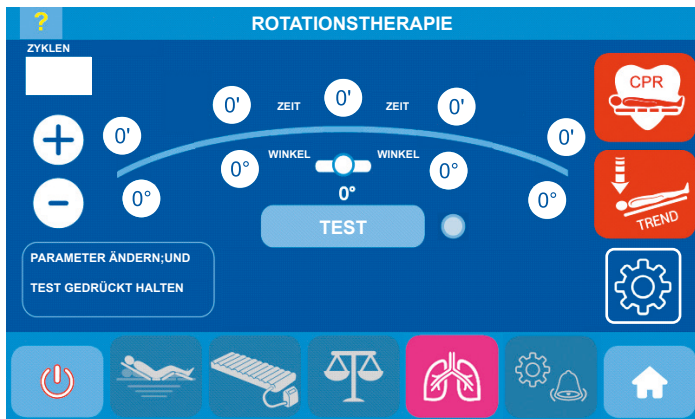 ?
ROTATIONSTHERAPIE
ZYKLEN
CPR
0' ZEIT 0' ZEIT 0'
0' 0'
WINKEL WINKEL
0° 0°
0° 0° 0°
TREND
TEST
PARAMETER ÄNDERN;UND
TEST GEDRÜCKT HALTEN